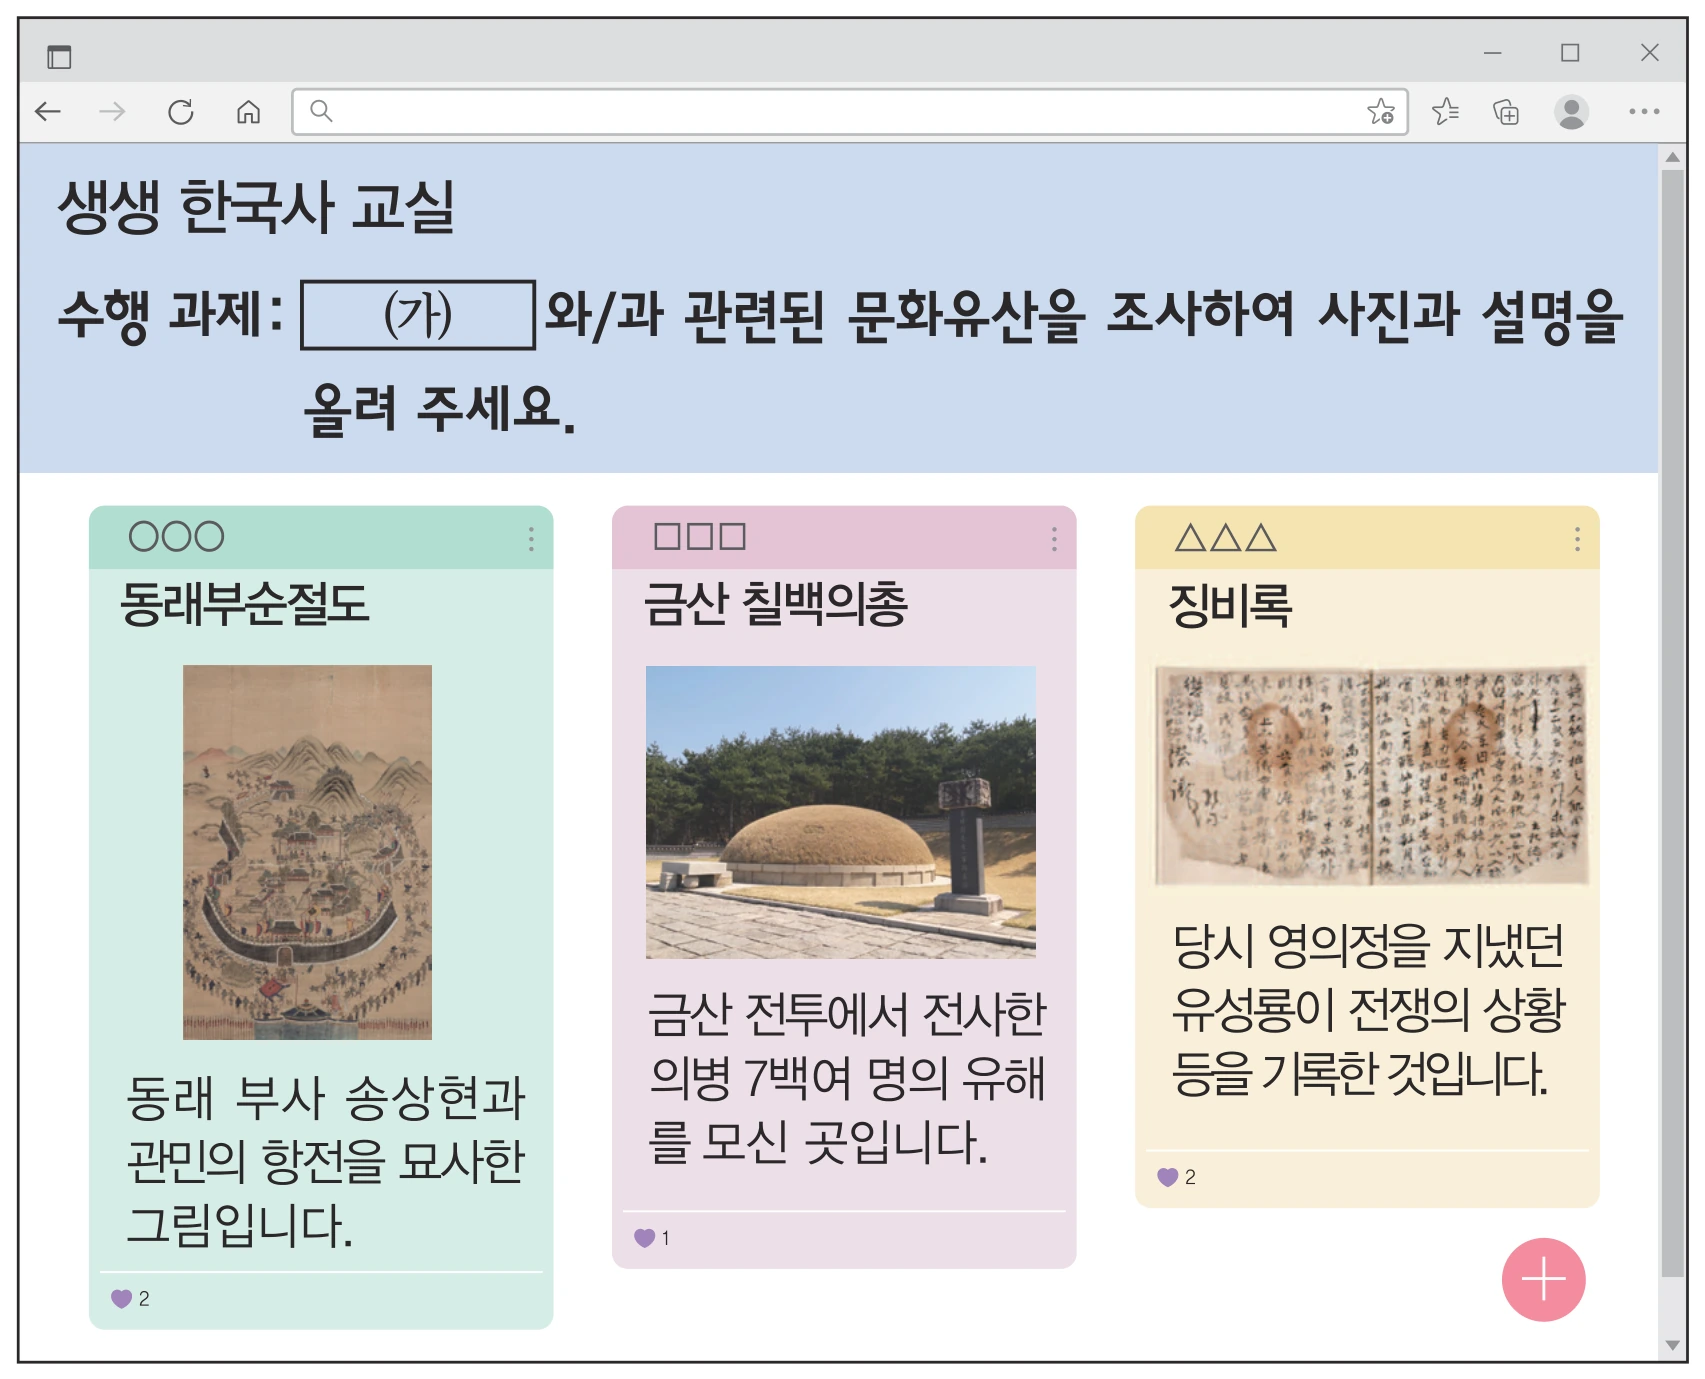 생생 한국사 교실
수행 과제: (가) 와/과 관련된 문화유산을 조사하여 사진과 설명을
올려 주세요.
○○○
동래부순절도
동래 부사 송상현과
관민의 항전을 묘사한
그림입니다.
2
□□□
금산 칠백의총
금산 전투에서 전사한
의병 7백여 명의 유해
를 모신 곳입니다.
1
△△△
징비록
당시 영의정을 지냈던
유성룡이 전쟁의 상황
등을 기록한 것입니다.
2